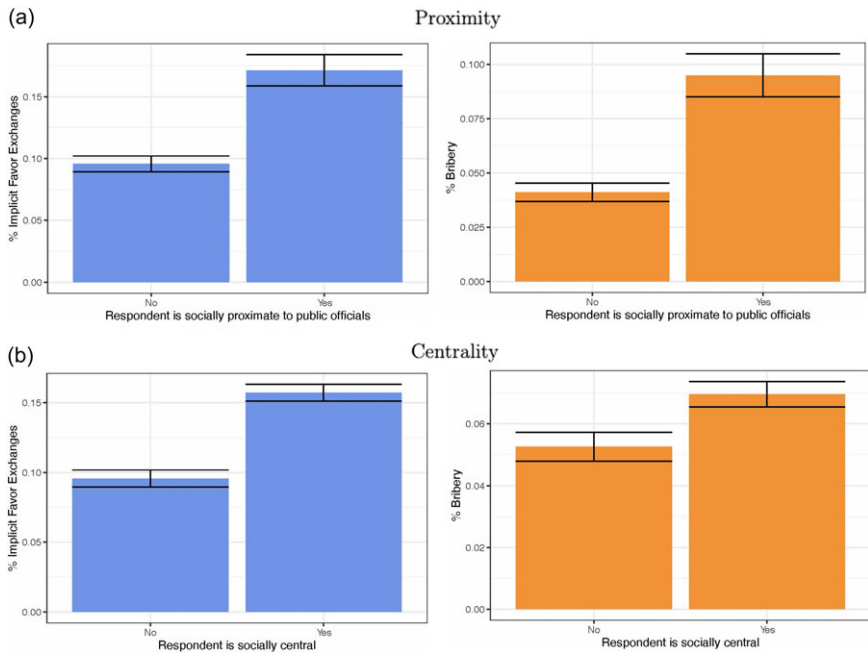 (a)
Proximity
% Implicit Favor Exchanges
0.15
0.10
0.05
0.00
No
Yes
Respondent is socially proximate to public officials
% Bribery
0.100
0.075
0.050
0.025
0.000
No
Yes
Respondent is socially proximate to public officials
(b)
Centrality
% Implicit Favor Exchanges
0.15
0.10
0.05
0.00
No
Yes
Respondent is socially central
% Bribery
0.06
0.04
0.02
0.00
No
Yes
Respondent is socially central